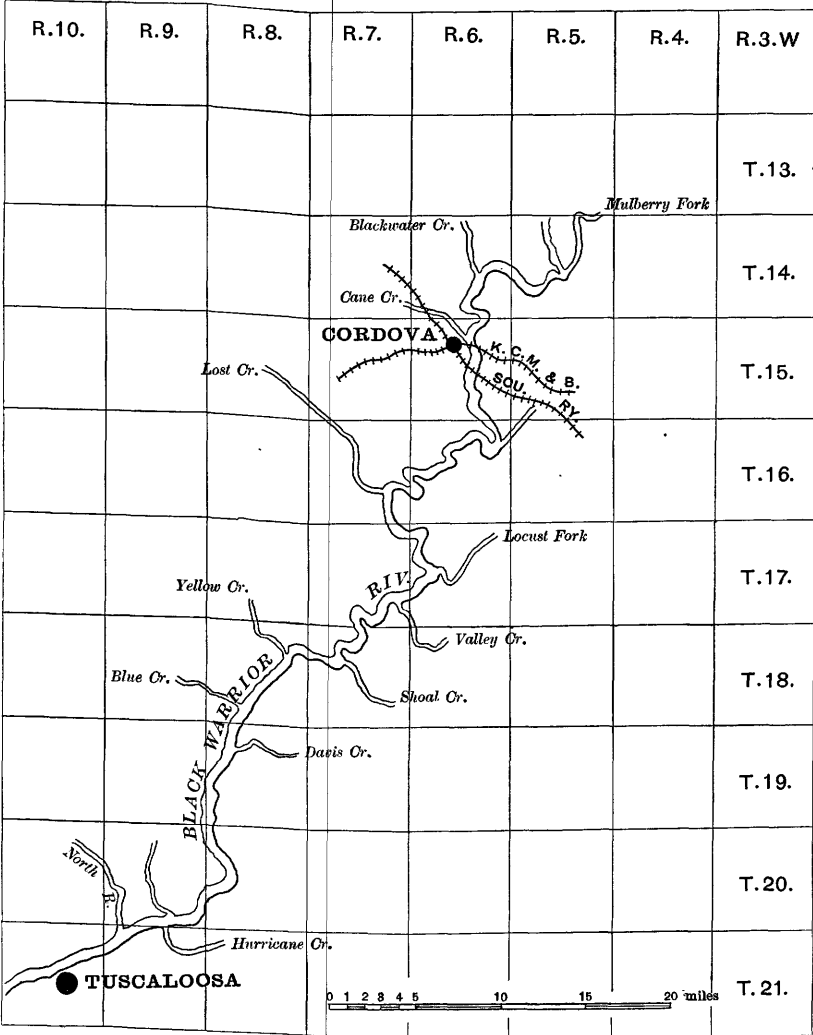 R.10. R.9. R.8. R.7. R.6. R.5. R.4. R.3.W
T.13.
Mulberry Fork
Blackwater Cr.
T.14.
Cane Cr.
CORDOVA
K.C.M. & B.
Lost Cr.
SOU. RY.
T.15.
T.16.
Locust Fork
T.17.
RIV.
Yellow Cr.
Valley Cr.
Blue Cr.
T.18.
Shoal Cr.
BLACK WARRIOR
Davis Cr.
T.19.
North R.
T.20.
Hurricane Cr.
TUSCALOOSA
T.21.
0 1 2 3 4 5 10 15 20 miles